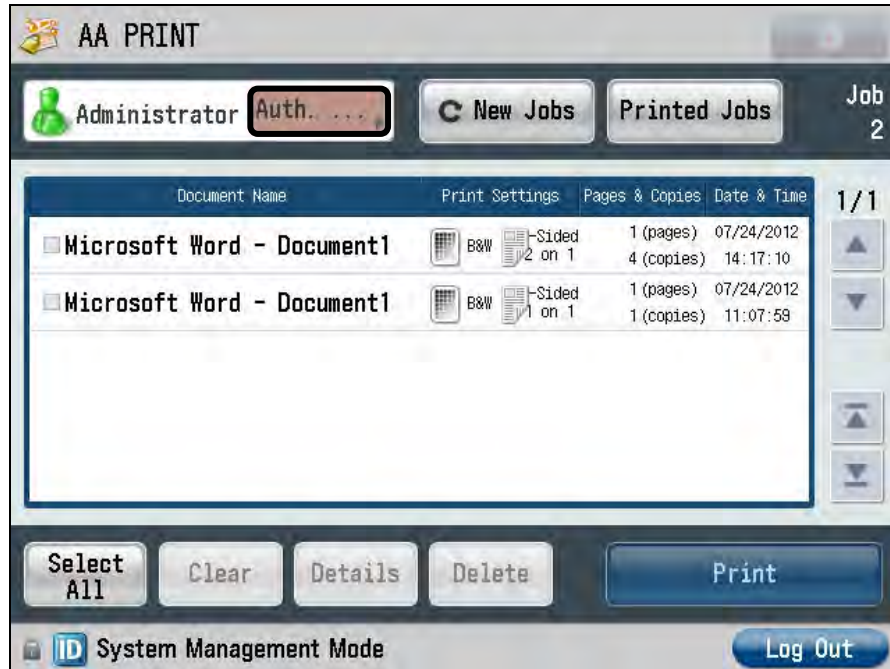 AA PRINT
Administrator Auth. ...
New Jobs
Printed Jobs
Job
2
Document Name Print Settings Pages & Copies Date & Time
1/1
Microsoft Word - Document1 B&W -Sided 2 on 1 1 (pages) 4 (copies) 07/24/2012 14:17:10
Microsoft Word - Document1 B&W -Sided 1 on 1 1 (pages) 1 (copies) 07/24/2012 11:07:59
Select
All
Clear
Details
Delete
Print
ID System Management Mode
Log Out